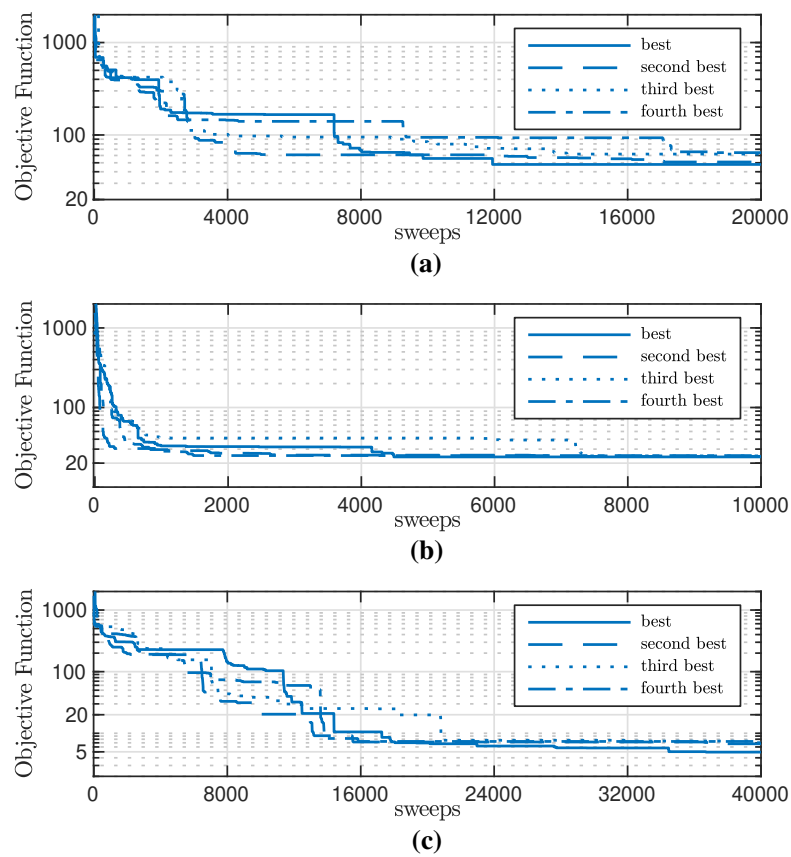 1000
100
20
Objective Function
best
second best
third best
fourth best
0 4000 8000 12000 16000 20000
sweeps
(a)
1000
100
20
Objective Function
best
second best
third best
fourth best
0 2000 4000 6000 8000 10000
sweeps
(b)
1000
100
20
5
Objective Function
best
second best
third best
fourth best
0 8000 16000 24000 32000 40000
sweeps
(c)